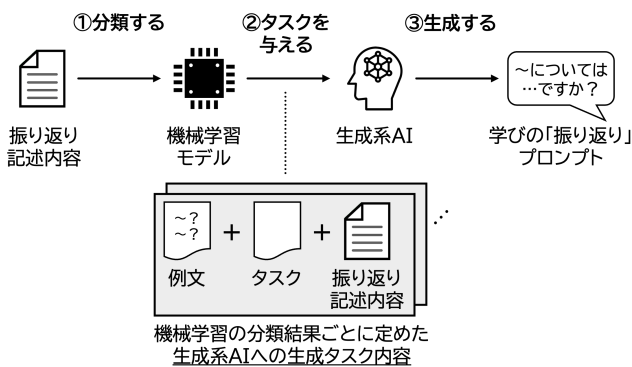 ①分類する
②タスクを
与える
③生成する
～については
…ですか？
振り返り
記述内容
機械学習
モデル
生成系AI
学びの「振り返り」
プロンプト
～？
～？
+
+
例文
タスク
振り返り
記述内容
機械学習の分類結果ごとに定めた
生成系AIへの生成タスク内容